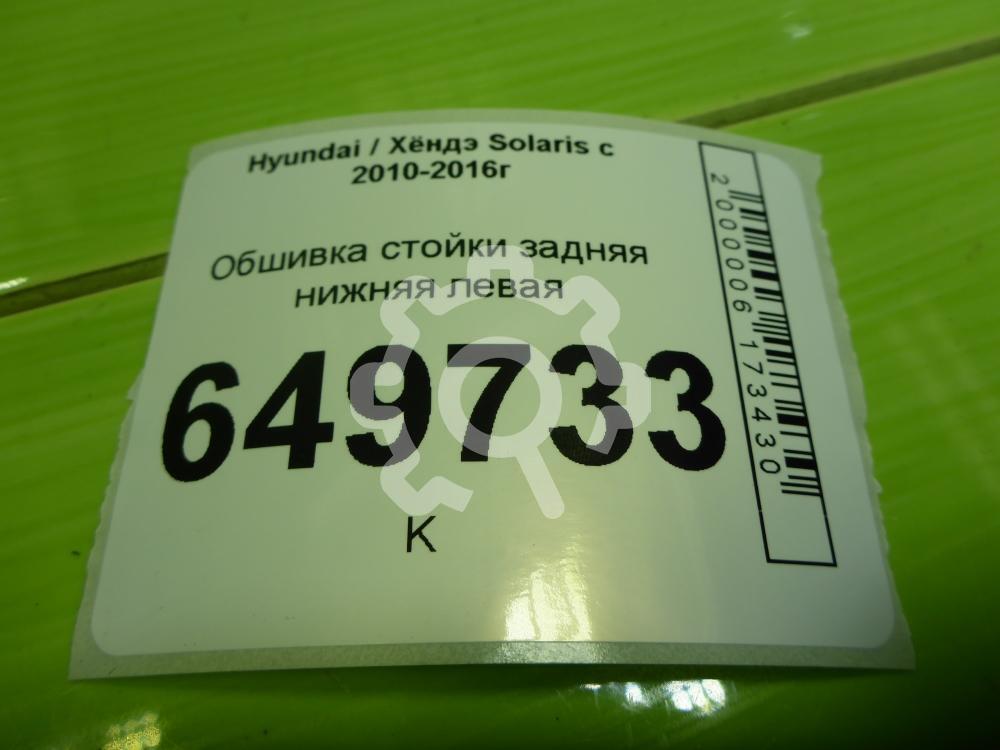 Hyundai / Хёндэ Solaris с
2010-2016г
Обшивка стойки задняя
нижняя левая
649733
К
2000006173430